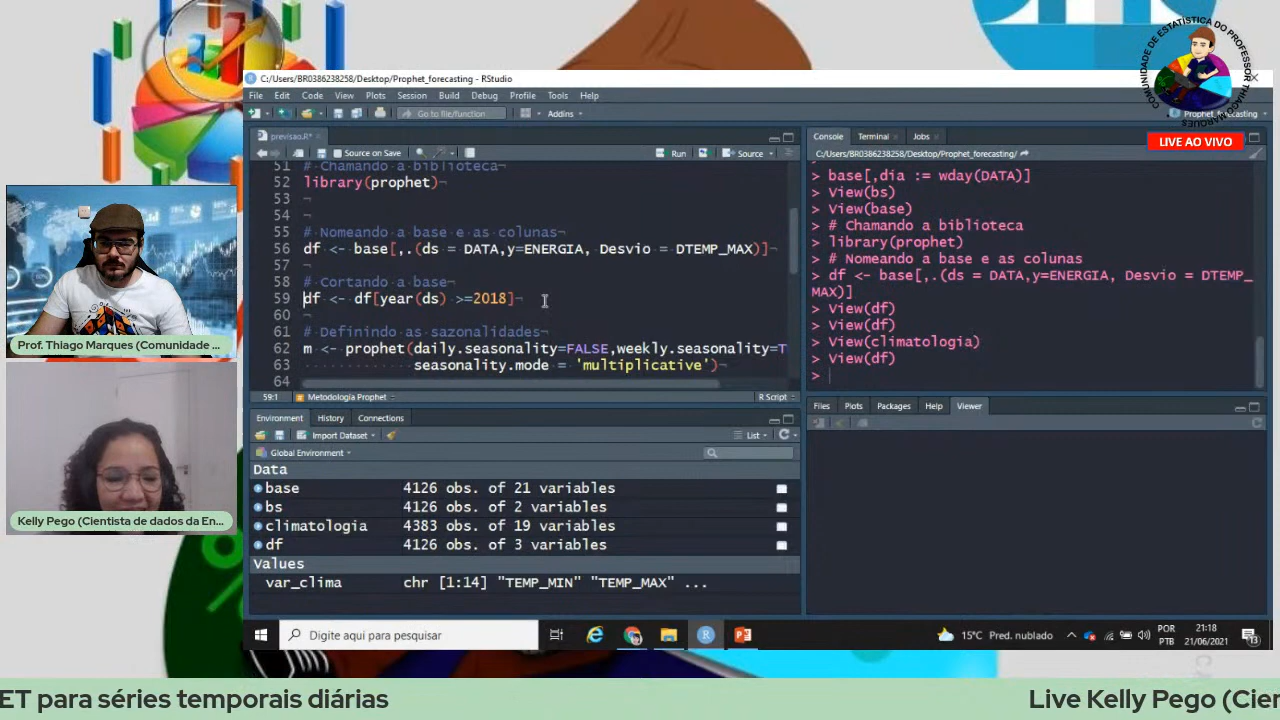 COMUNIDADE DE ESTATÍSTICA DO PROFESSOR THIAGO MARQUES
LIVE AO VIVO
C:/Users/BR0386238258/Desktop/Prophet_forecasting - RStudio
File Edit Code View Plots Session Build Debug Profile Tools Help
Go to file/function Addins
previsao.R*
Source on Save Run Source
51 # Chamando a biblioteca¬
52 library(prophet)¬
53 ¬
54 ¬
55 # Nomeando a base e as colunas¬
56 df <- base[,.(ds = DATA,y=ENERGIA, Desvio = DTEMP_MAX)]¬
57 ¬
58 # Cortando a base¬
59 df <- df[year(ds) >=2018]¬
60 ¬
61 # Definindo as sazonalidades¬
62 m <- prophet(daily.seasonality=FALSE,weekly.seasonality=T
63 seasonality.mode = 'multiplicative')¬
64
59:1 Metodologia Prophet R Script
Environment History Connections
Import Dataset List
Global Environment
Data
base 4126 obs. of 21 variables
bs 4126 obs. of 2 variables
climatologia 4383 obs. of 19 variables
df 4126 obs. of 3 variables
Values
var_clima chr [1:14] "TEMP_MIN" "TEMP_MAX" ...
Console Terminal Jobs
C:/Users/BR0386238258/Desktop/Prophet_forecasting/
> base[,dia := wday(DATA)]
> View(bs)
> View(base)
> # Chamando a biblioteca
> library(prophet)
> # Nomeando a base e as colunas
> df <- base[,.(ds = DATA,y=ENERGIA, Desvio = DTEMP_
MAX)]
> View(df)
> View(df)
> View(climatologia)
> View(df)
>
Files Plots Packages Help Viewer
Prof. Thiago Marques (Comunidade ...
Kelly Pego (Cientista de dados da En...
Digite aqui para pesquisar
15°C Pred. nublado
POR
PTB
21:18
21/06/2021
ET para séries temporais diárias
Live Kelly Pego (Cien